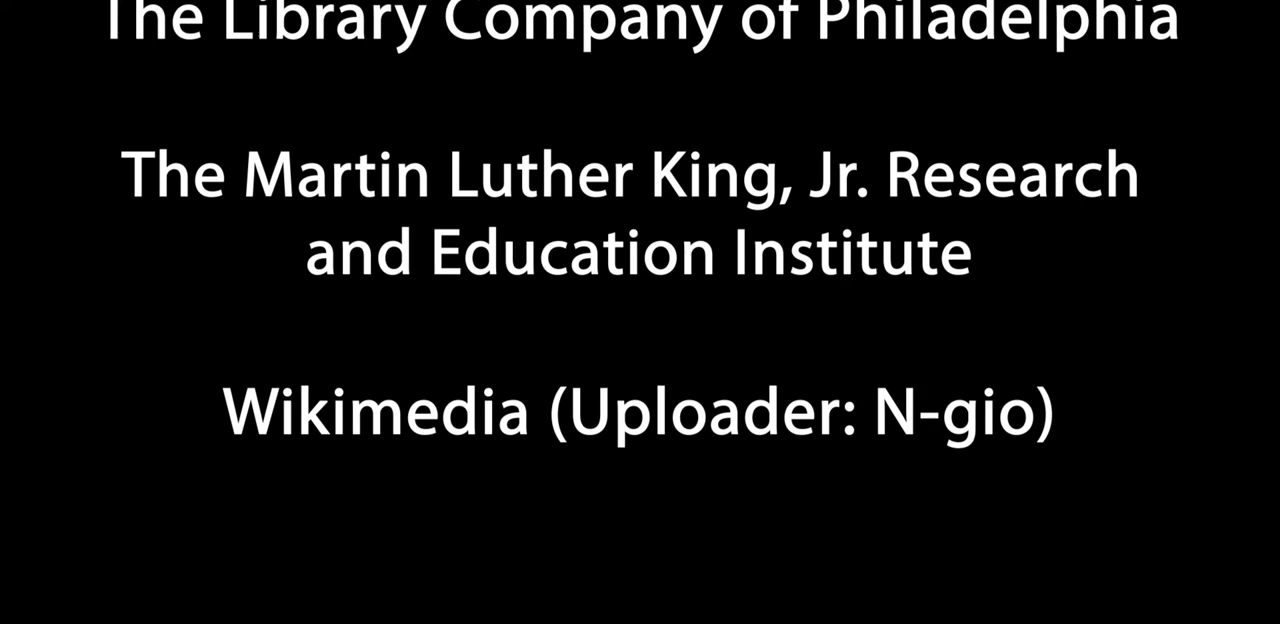 The Library Company of Philadelphia
The Martin Luther King, Jr. Research
and Education Institute
Wikimedia (Uploader: N-gio)